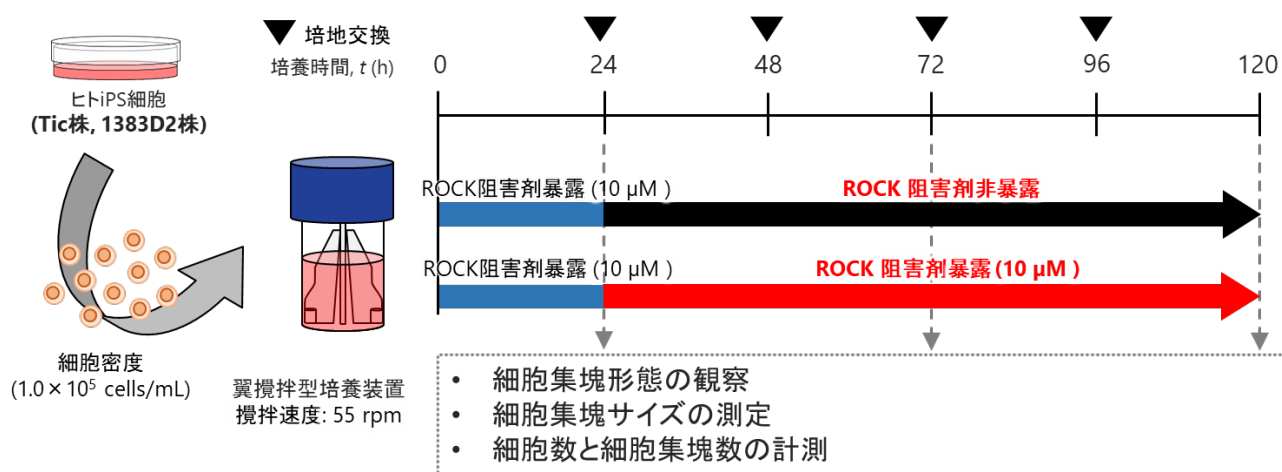 ▼ 培地交換
培養時間, t (h)
0 24 48 72 96 120
ヒトiPS細胞
(Tic株, 1383D2株)
ROCK阻害剤暴露 (10 μM )
ROCK 阻害剤非暴露
ROCK阻害剤暴露 (10 μM )
ROCK 阻害剤暴露 (10 μM )
細胞密度
(1.0×10⁵ cells/mL)
翼攪拌型培養装置
攪拌速度: 55 rpm
• 細胞集塊形態の観察
• 細胞集塊サイズの測定
• 細胞数と細胞集塊数の計測